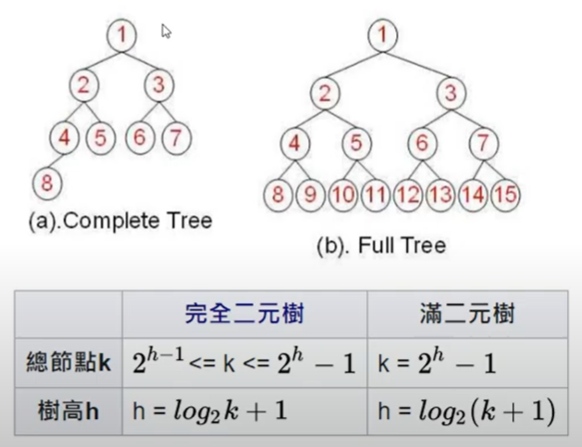 1
2 3
4 5 6 7
8
(a).Complete Tree
1
2 3
4 5 6 7
8 9 10 11 12 13 14 15
(b). Full Tree
完全二元樹 滿二元樹
總節點k 2^{h-1} <= k <= 2^h − 1 k = 2^h − 1
樹高h h = log_2 k + 1 h = log_2(k + 1)